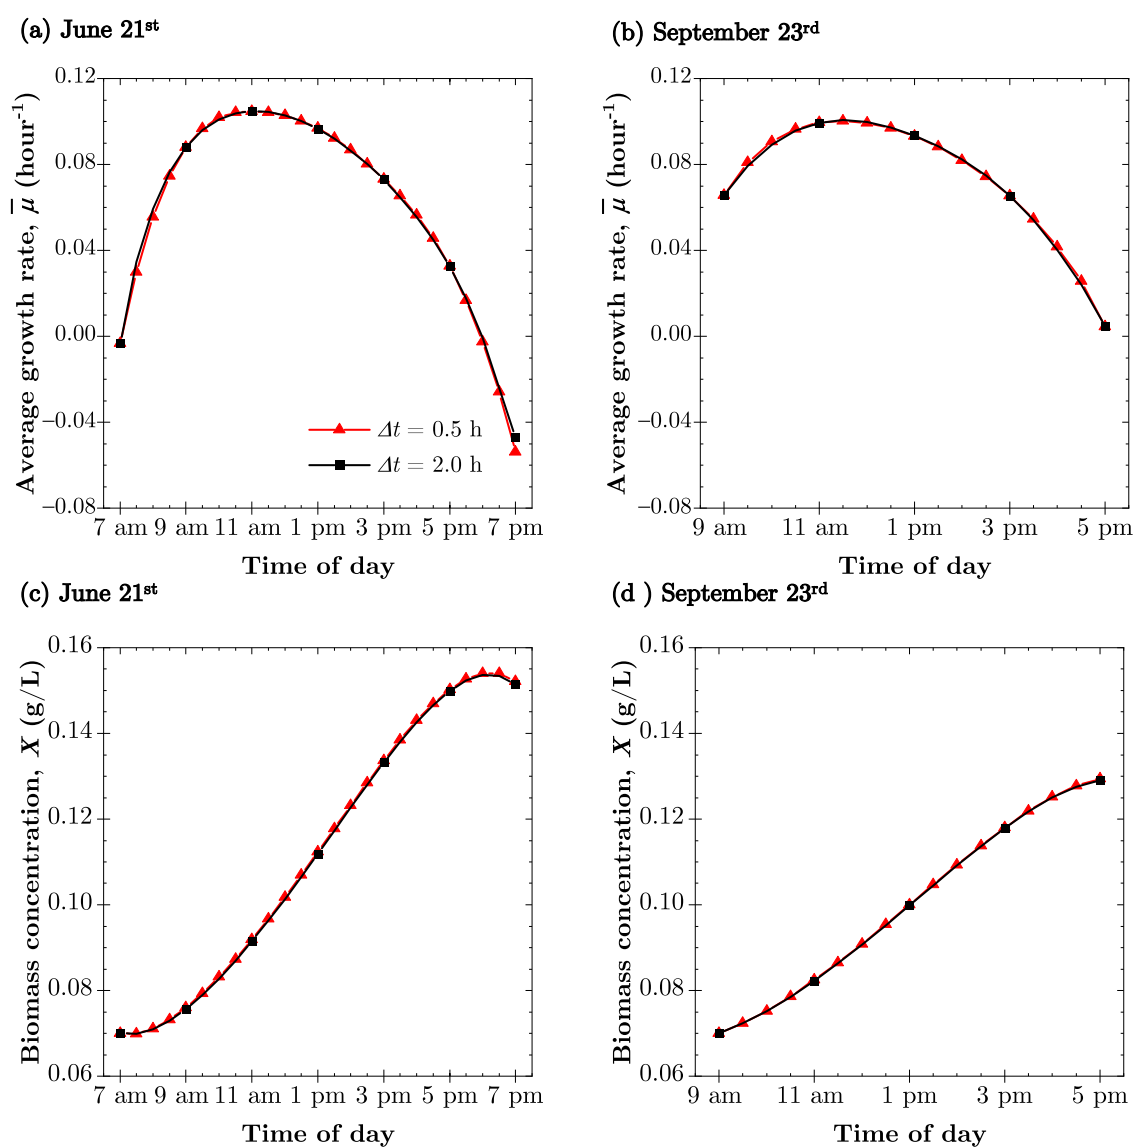 (a) June 21st
(b) September 23rd
0.12
0.08
0.04
0.00
−0.04
−0.08
Average growth rate, μ̅ (hour⁻¹)
Δt = 0.5 h
Δt = 2.0 h
7 am 9 am 11 am 1 pm 3 pm 5 pm 7 pm
Time of day
0.12
0.08
0.04
0.00
−0.04
−0.08
Average growth rate, μ̅ (hour⁻¹)
9 am 11 am 1 pm 3 pm 5 pm
Time of day
(c) June 21st
(d ) September 23rd
0.16
0.14
0.12
0.10
0.08
0.06
Biomass concentration, X (g/L)
7 am 9 am 11 am 1 pm 3 pm 5 pm 7 pm
Time of day
0.16
0.14
0.12
0.10
0.08
0.06
Biomass concentration, X (g/L)
9 am 11 am 1 pm 3 pm 5 pm
Time of day